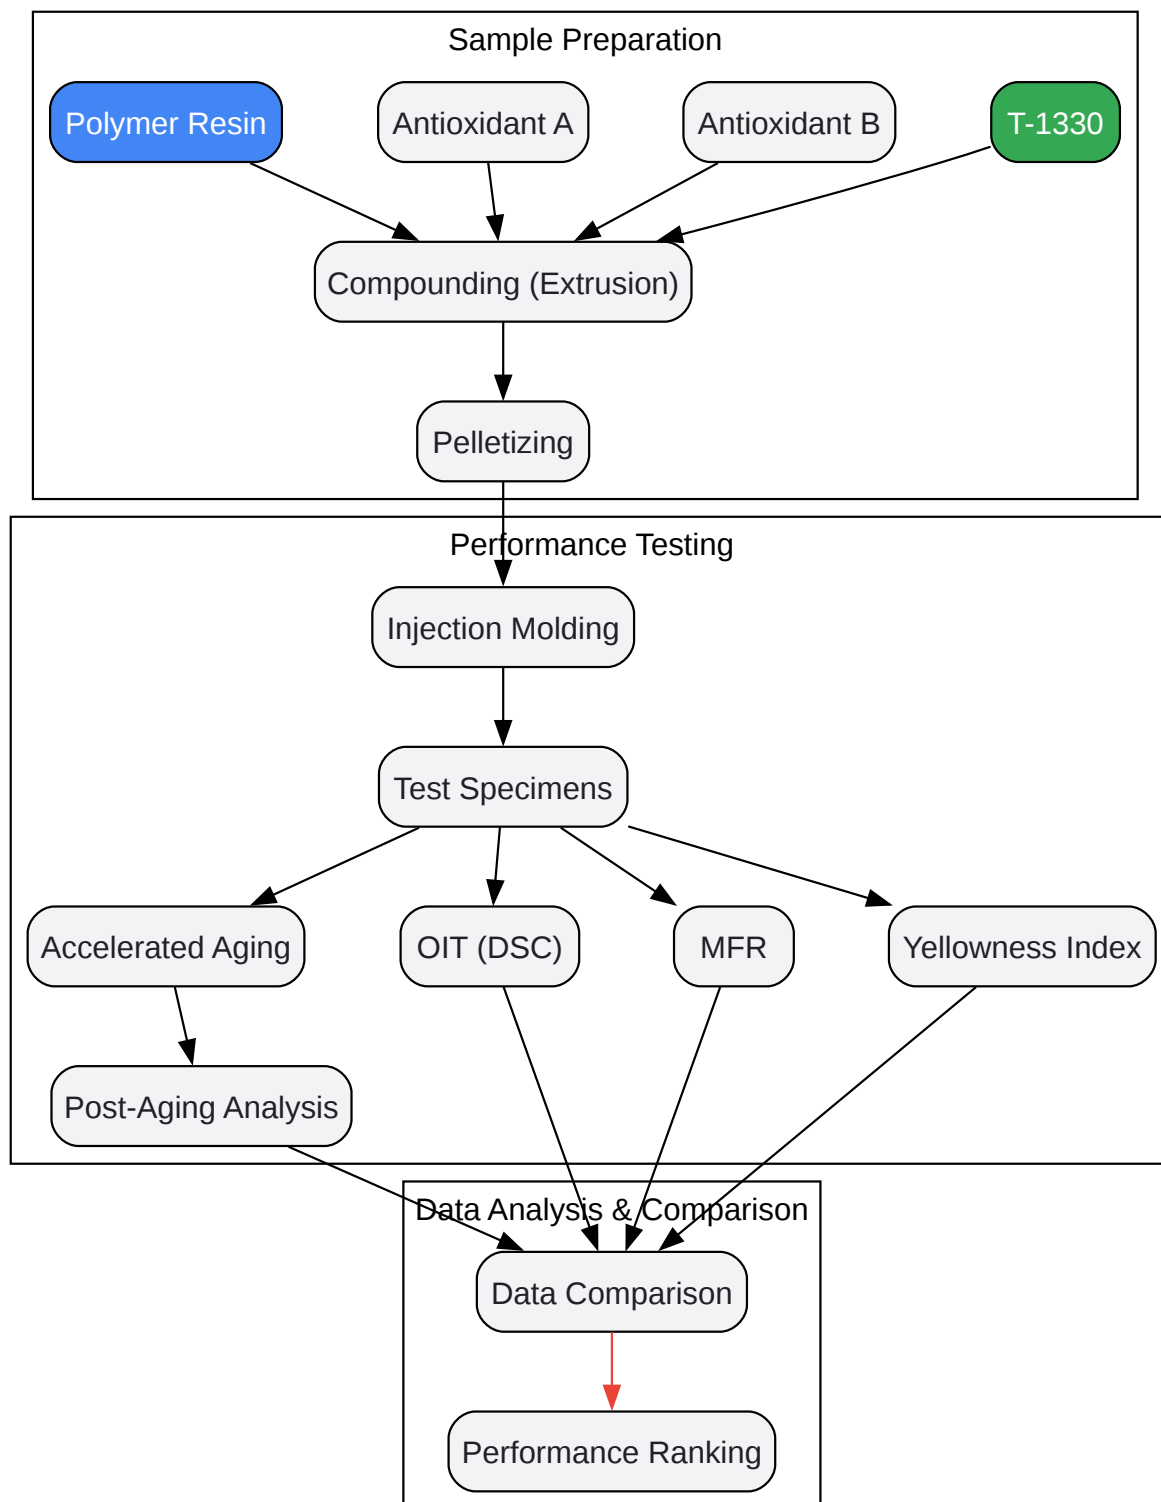 Sample Preparation
Polymer Resin
Antioxidant A
Antioxidant B
T-1330
Compounding (Extrusion)
Pelletizing
Performance Testing
Injection Molding
Test Specimens
Accelerated Aging
OIT (DSC)
MFR
Yellowness Index
Post-Aging Analysis
Data Analysis & Comparison
Data Comparison
Performance Ranking